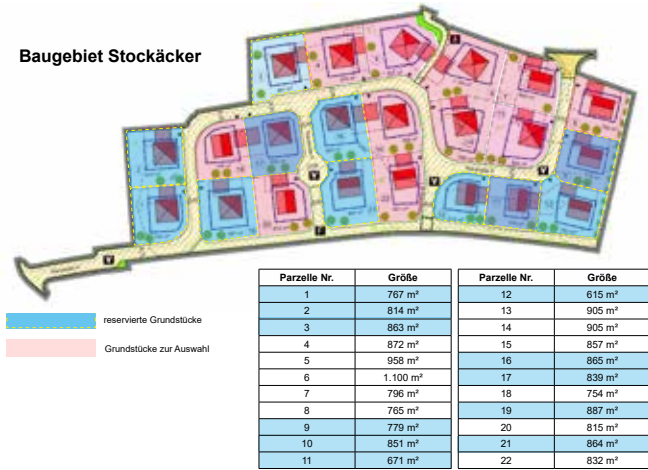 Baugebiet Stockäcker
reservierte Grundstücke
Grundstücke zur Auswahl
Parzelle Nr. Größe
1 767 m²
2 814 m²
3 863 m²
4 872 m²
5 958 m²
6 1.100 m²
7 796 m²
8 765 m²
9 779 m²
10 851 m²
11 671 m²
Parzelle Nr. Größe
12 615 m²
13 905 m²
14 905 m²
15 857 m²
16 865 m²
17 839 m²
18 754 m²
19 887 m²
20 815 m²
21 864 m²
22 832 m²